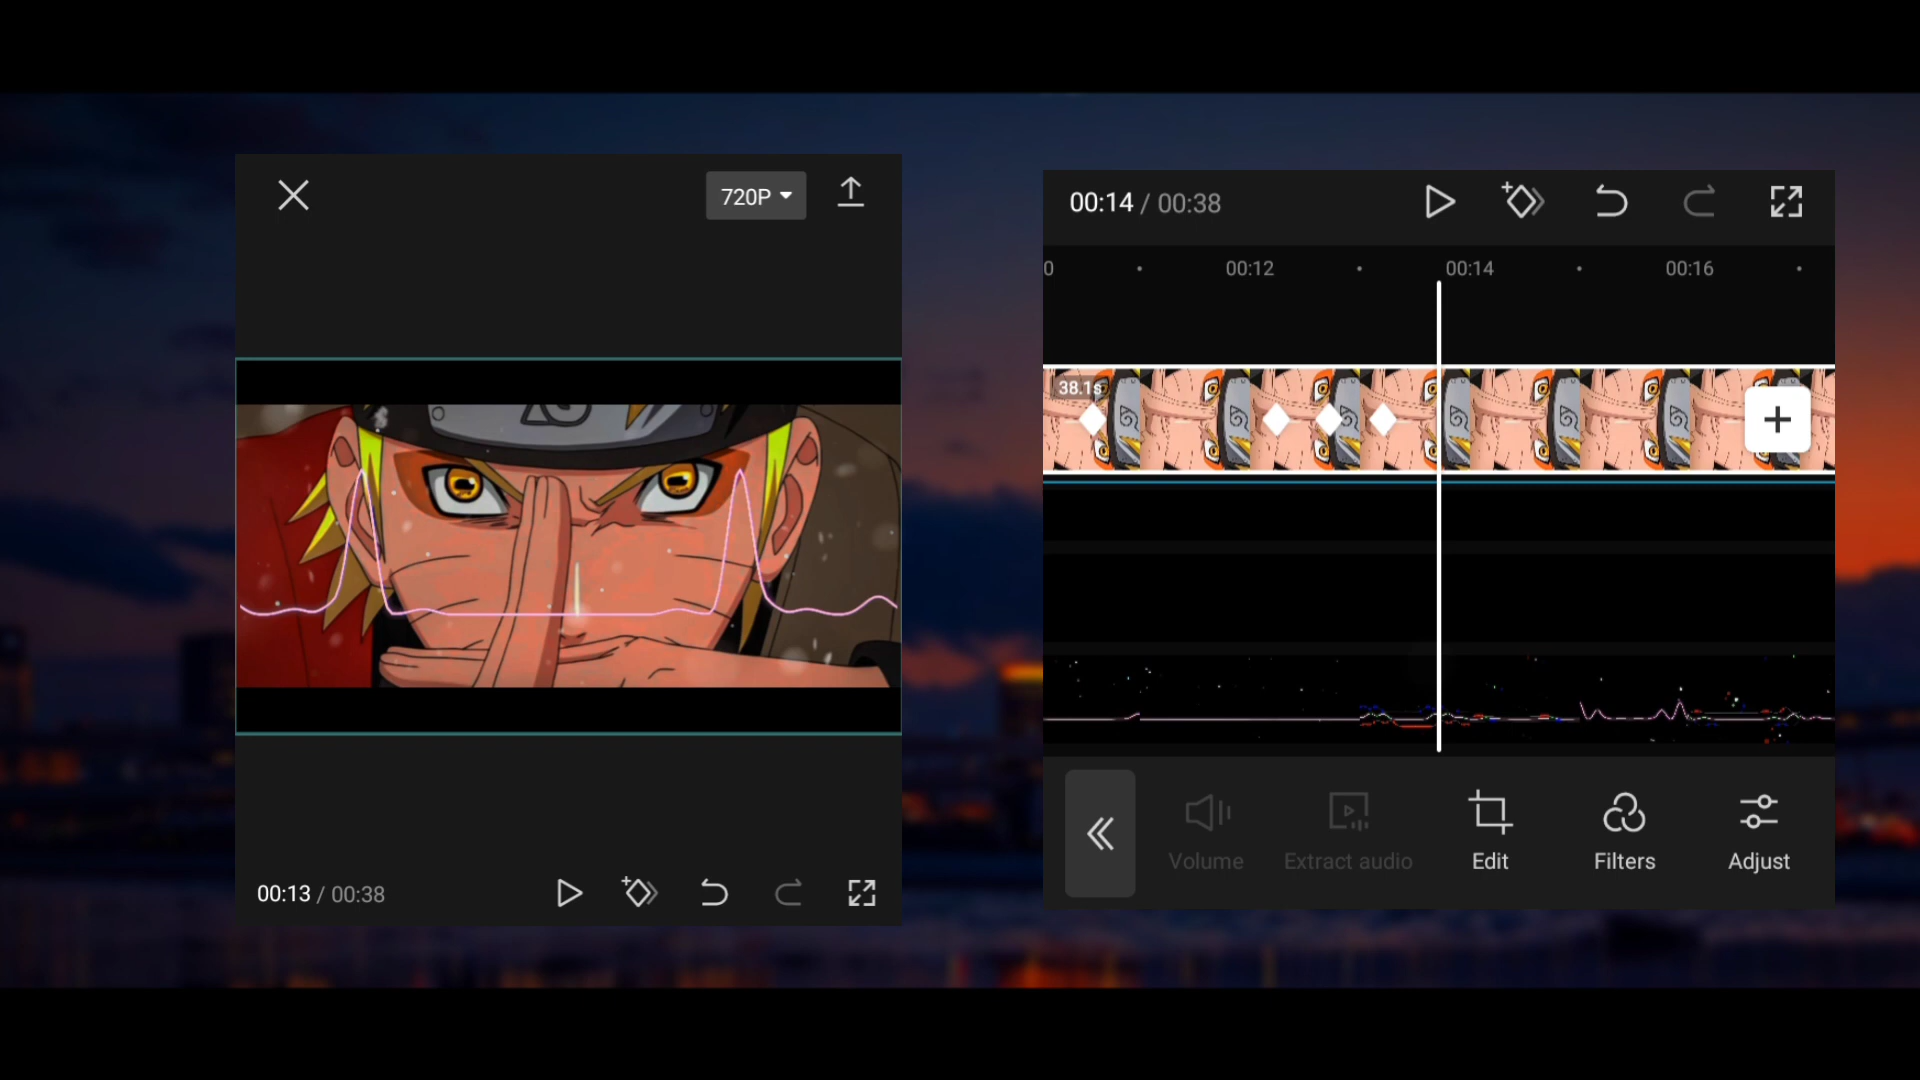 720P
00:13 / 00:38
00:14 / 00:38
0 00:12 00:14 00:16
38.1s
Volume
Extract audio
Edit
Filters
Adjust